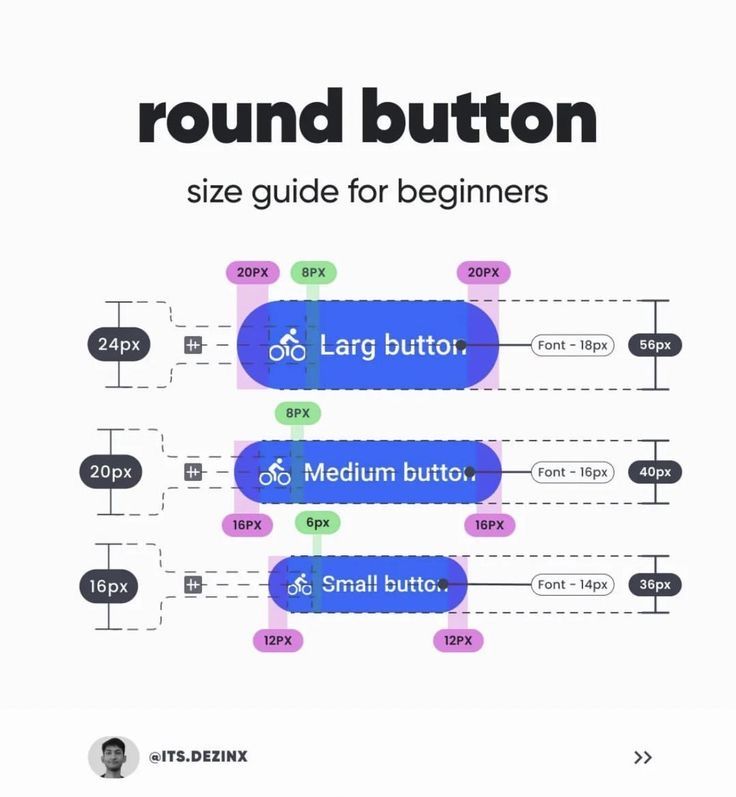 round button
size guide for beginners
20PX 8PX 20PX
24px Larg button Font - 18px 56px
8PX
20px Medium button Font - 16px 40px
16PX 6px 16PX
16px Small button Font - 14px 36px
12PX 12PX
@ITS.DEZINX